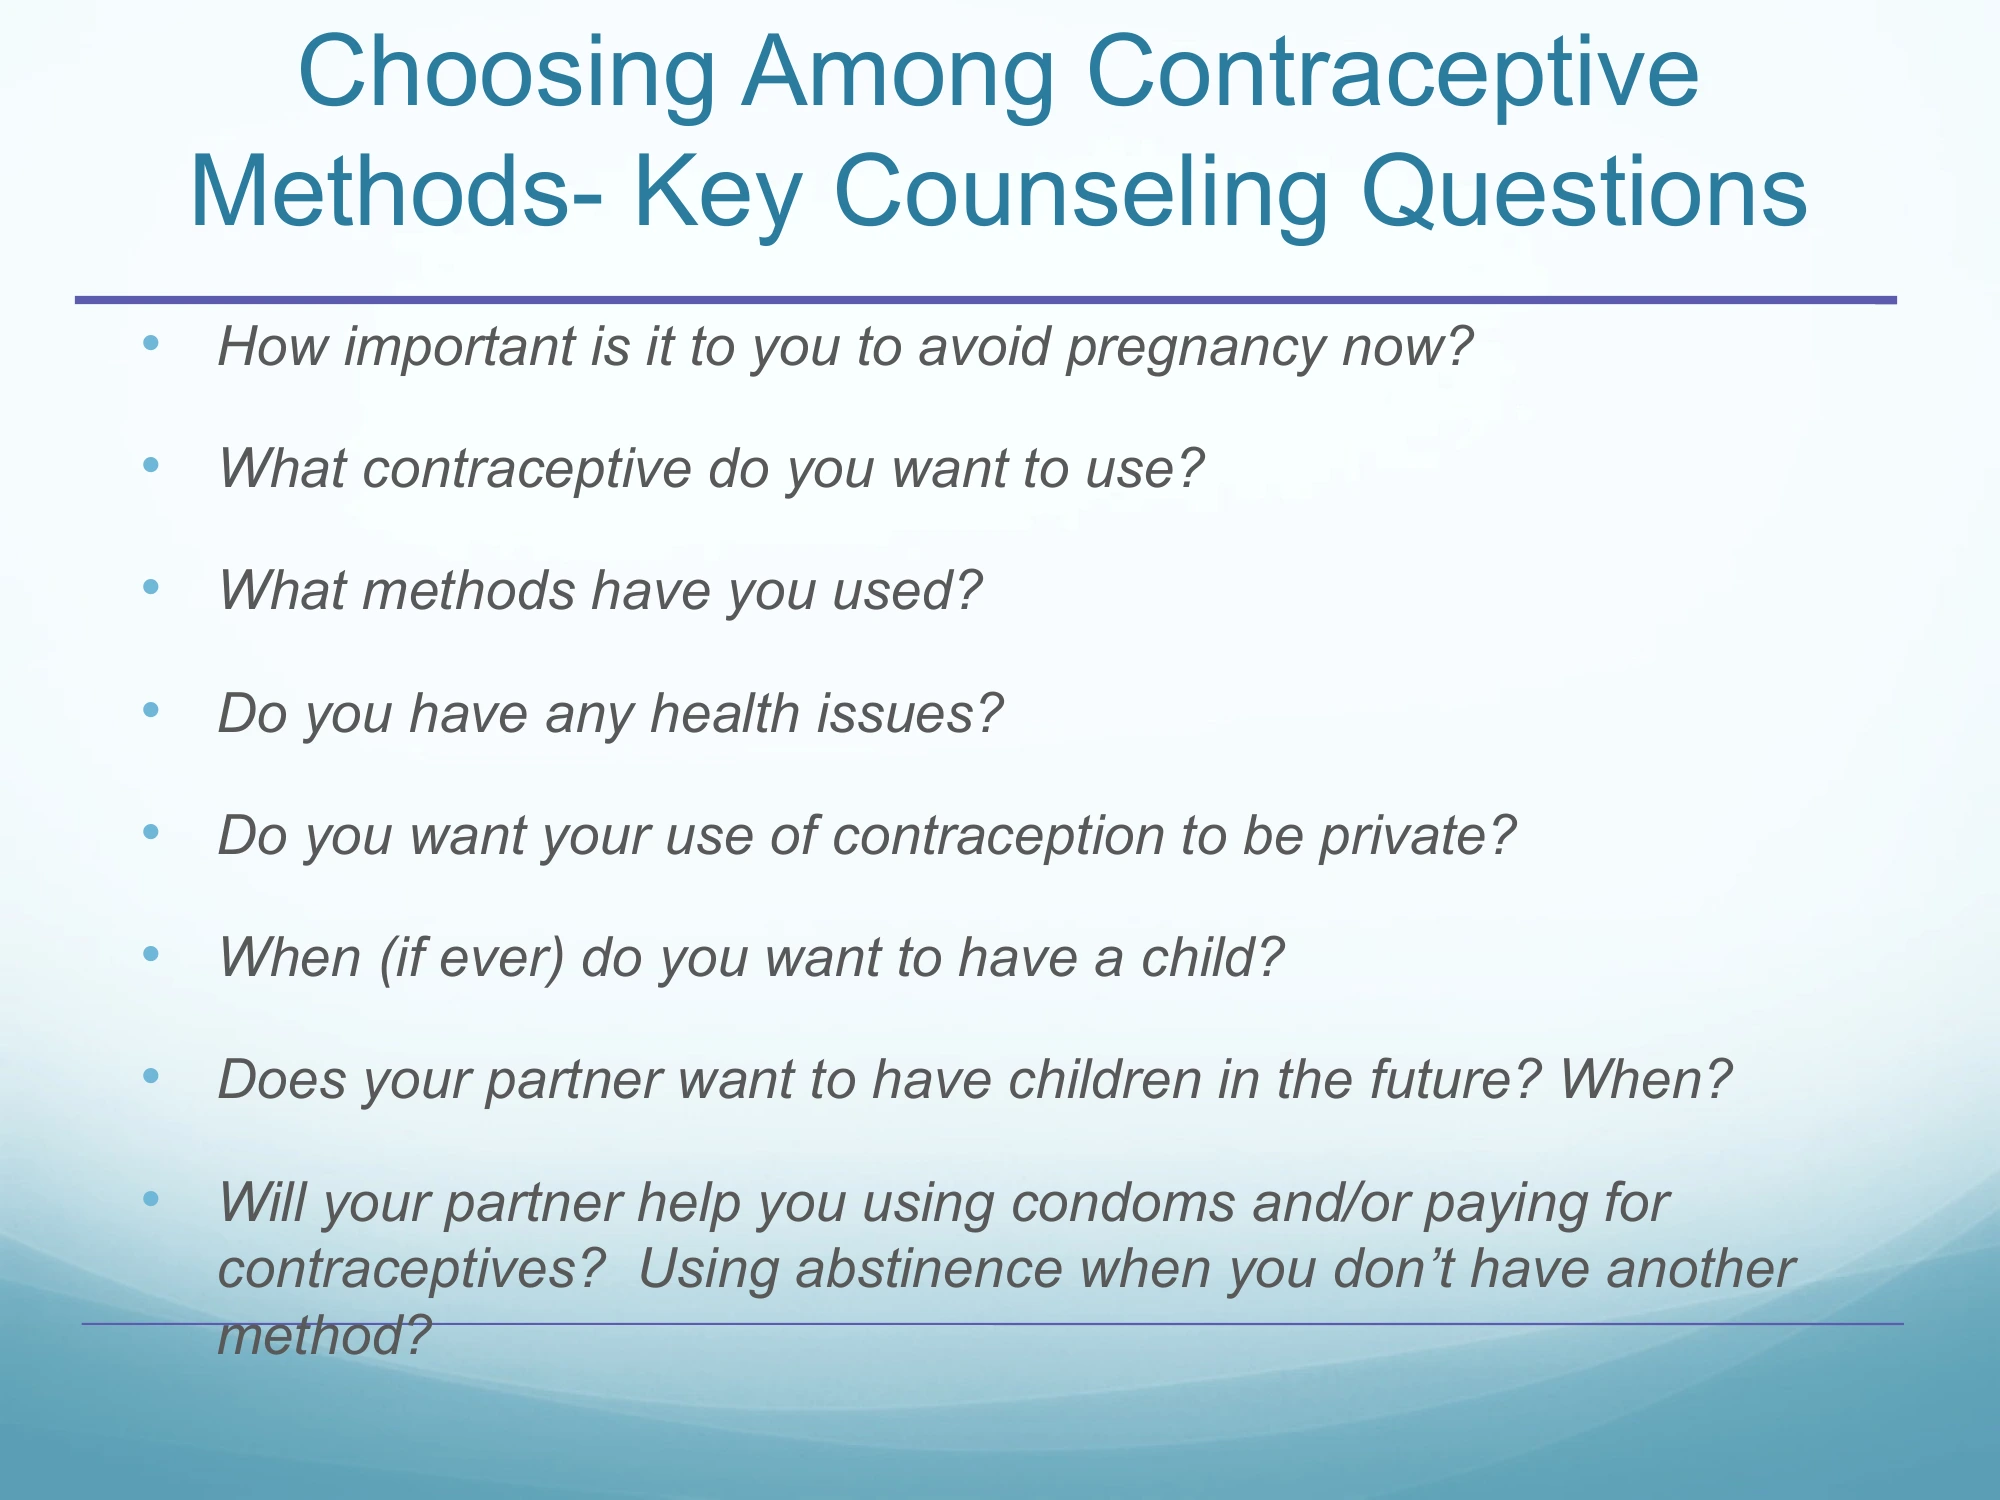 Choosing Among Contraceptive
Methods- Key Counseling Questions
• How important is it to you to avoid pregnancy now?
• What contraceptive do you want to use?
• What methods have you used?
• Do you have any health issues?
• Do you want your use of contraception to be private?
• When (if ever) do you want to have a child?
• Does your partner want to have children in the future? When?
• Will your partner help you using condoms and/or paying for
contraceptives?  Using abstinence when you don’t have another
method?